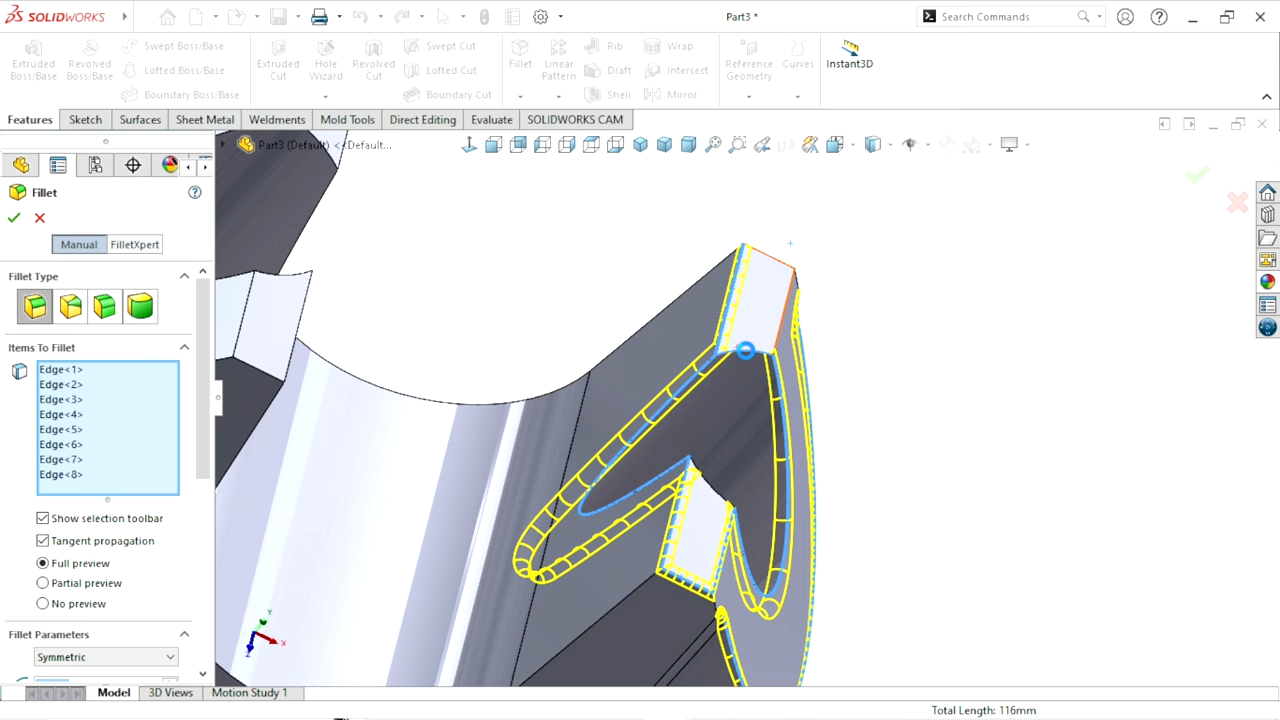 SOLIDWORKS
Part3 *
Search Commands
Extruded Boss/Base
Revolved Boss/Base
Swept Boss/Base
Lofted Boss/Base
Boundary Boss/Base
Extruded Cut
Hole Wizard
Revolved Cut
Swept Cut
Lofted Cut
Boundary Cut
Fillet
Linear Pattern
Rib
Draft
Shell
Wrap
Intersect
Mirror
Reference Geometry
Curves
Instant3D
Features
Sketch
Surfaces
Sheet Metal
Weldments
Mold Tools
Direct Editing
Evaluate
SOLIDWORKS CAM
Part3 (Default) <<Default...
Fillet
Manual
FilletXpert
Fillet Type
Items To Fillet
Edge<1>
Edge<2>
Edge<3>
Edge<4>
Edge<5>
Edge<6>
Edge<7>
Edge<8>
Show selection toolbar
Tangent propagation
Full preview
Partial preview
No preview
Fillet Parameters
Symmetric
Y
X
Z
Model
3D Views
Motion Study 1
Total Length: 116mm